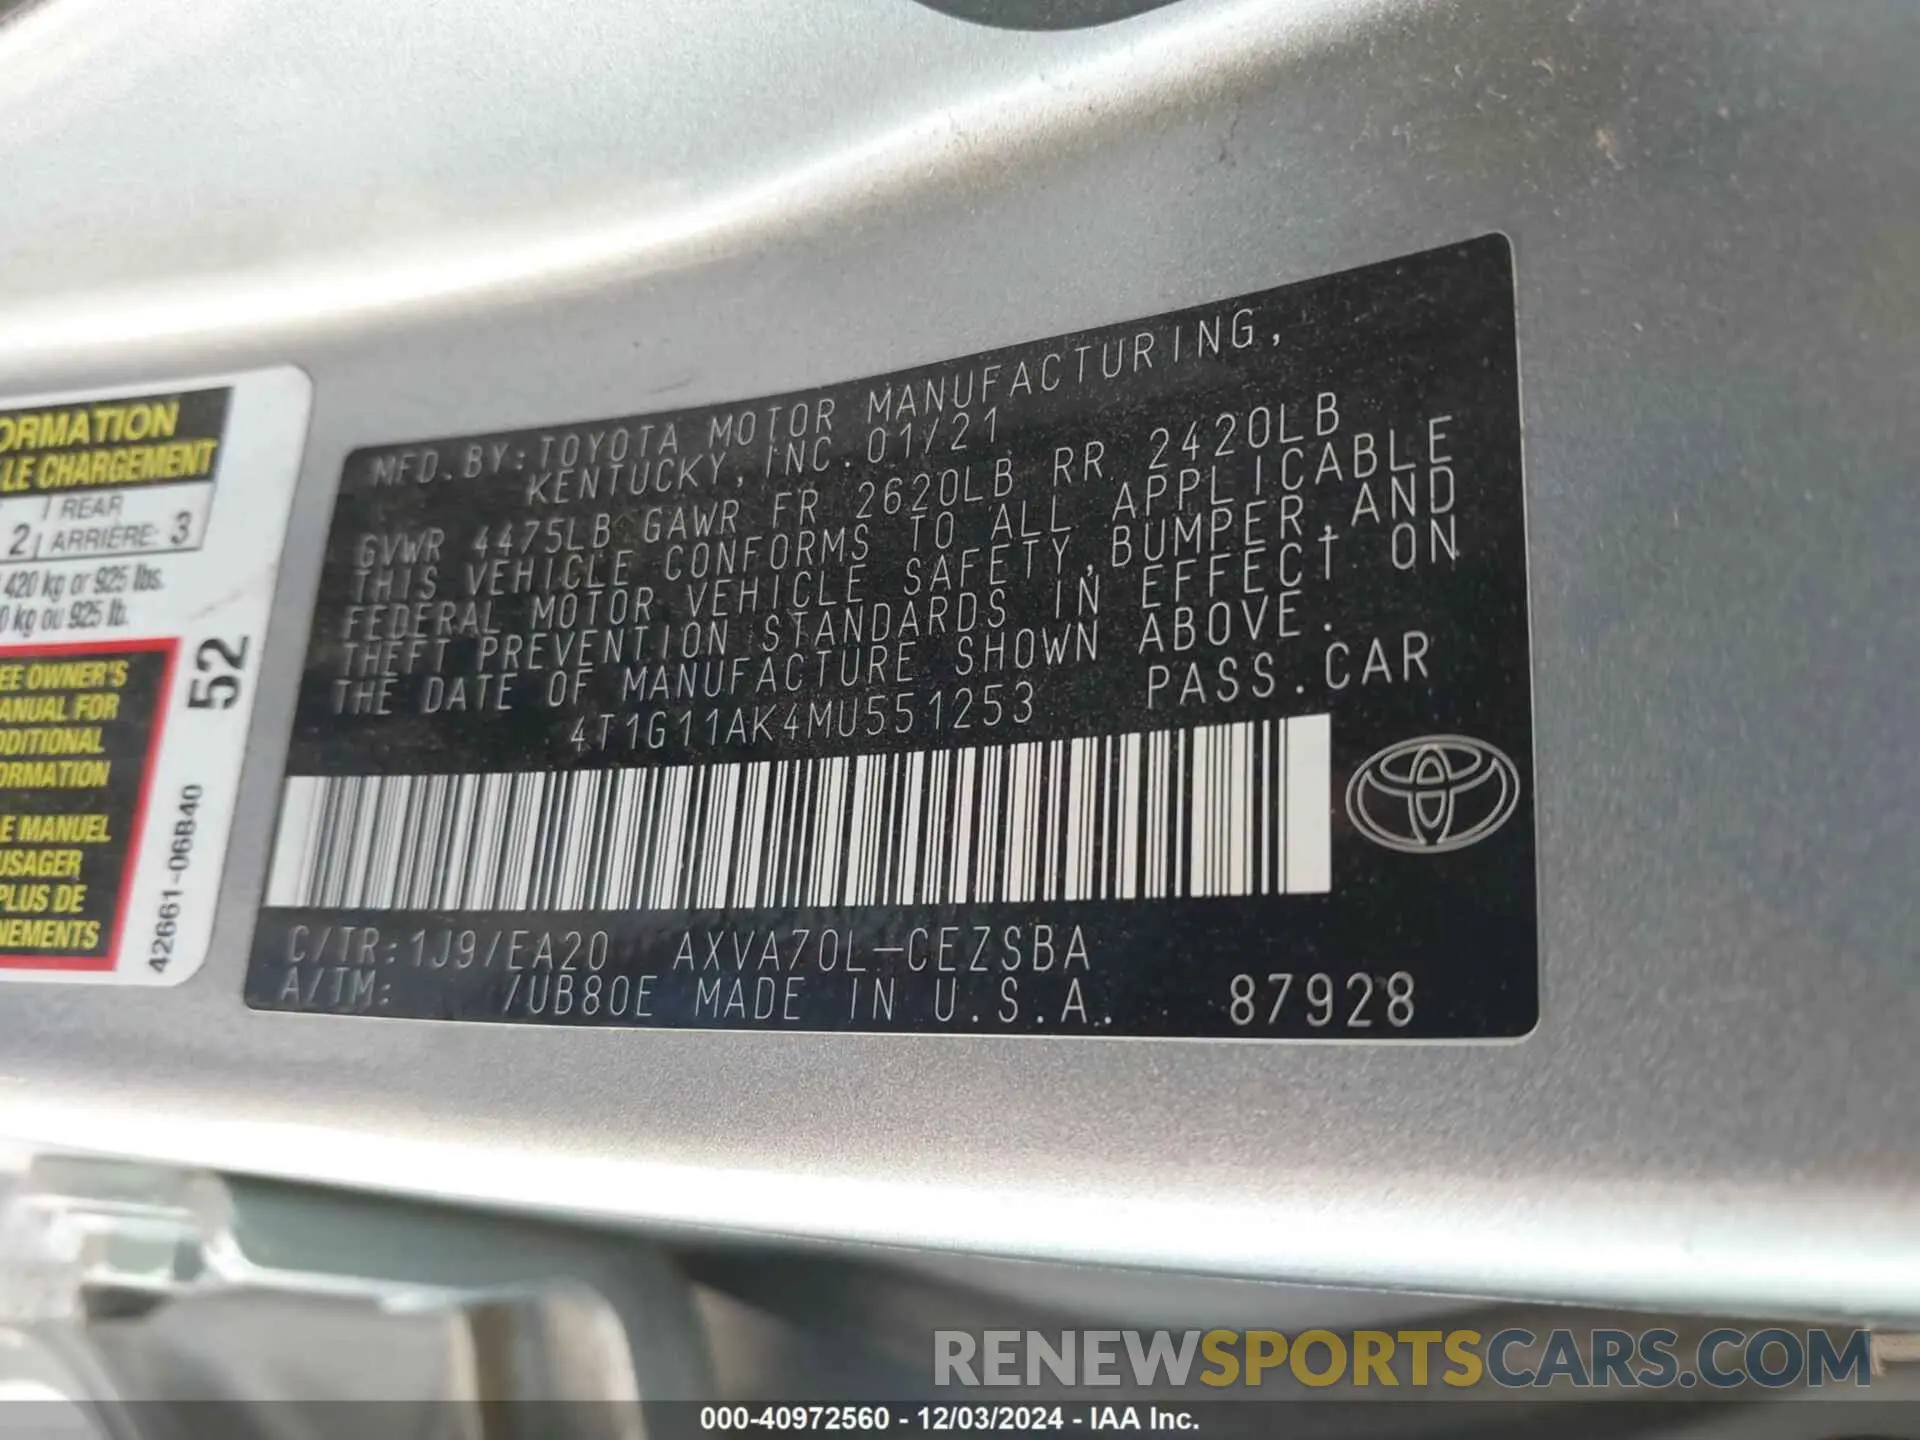 ORMATION
LE CHARGEMENT
REAR
2 ARRIÈRE: 3
420 kg or 925 lbs.
0 kg ou 925 lb.
EE OWNER'S
ANUAL FOR
DDITIONAL
ORMATION
E MANUEL
USAGER
PLUS DE
NEMENTS
52
42661-06B40
MFD.BY:TOYOTA MOTOR MANUFACTURING,
KENTUCKY,INC.01/21
GVWR 4475LB GAWR FR 2620LB RR 2420LB
THIS VEHICLE CONFORMS TO ALL APPLICABLE
FEDERAL MOTOR VEHICLE SAFETY,BUMPER,AND
THEFT PREVENTION STANDARDS IN EFFECT ON
THE DATE OF MANUFACTURE SHOWN ABOVE.
4T1G11AK4MU551253 PASS.CAR
C/TR:1J9/EA20 AXVA70L-CEZSBA
A/TM: /UB80E MADE IN U.S.A. 87928
RENEWSPORTSCARS.COM
000-40972560 - 12/03/2024 - IAA Inc.